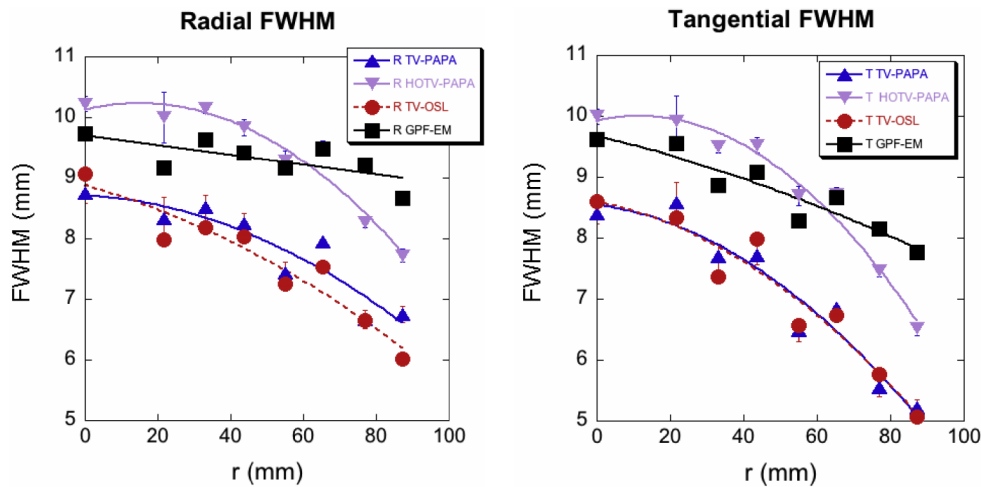 Radial FWHM
11
10
9
8
7
6
5
FWHM (mm)
0
20
40
60
80
100
r (mm)
R TV-PAPA
R HOTV-PAPA
R TV-OSL
R GPF-EM
Tangential FWHM
11
10
9
8
7
6
5
FWHM (mm)
0
20
40
60
80
100
r (mm)
T TV-PAPA
T HOTV-PAPA
T TV-OSL
T GPF-EM